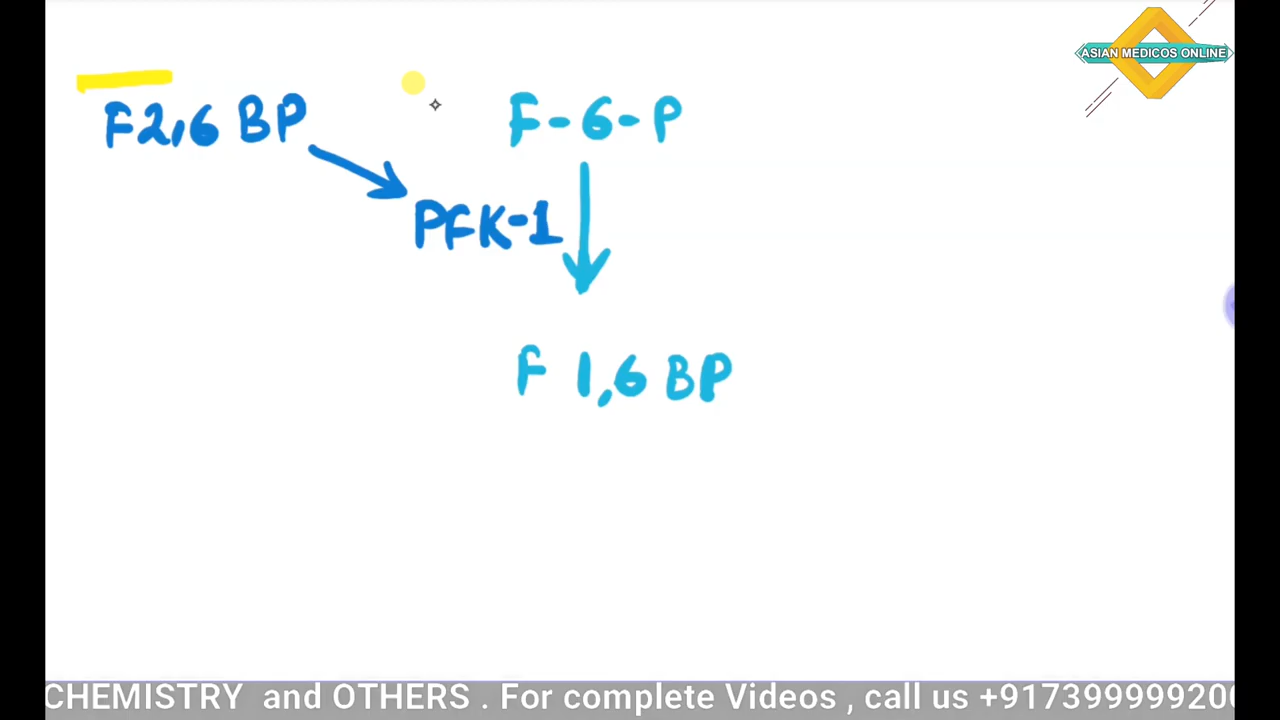 ASIAN MEDICOS ONLINE
F2,6 BP
F-6-P
PFK-1
F 1,6 BP
CHEMISTRY and OTHERS . For complete Videos , call us +9173999999200